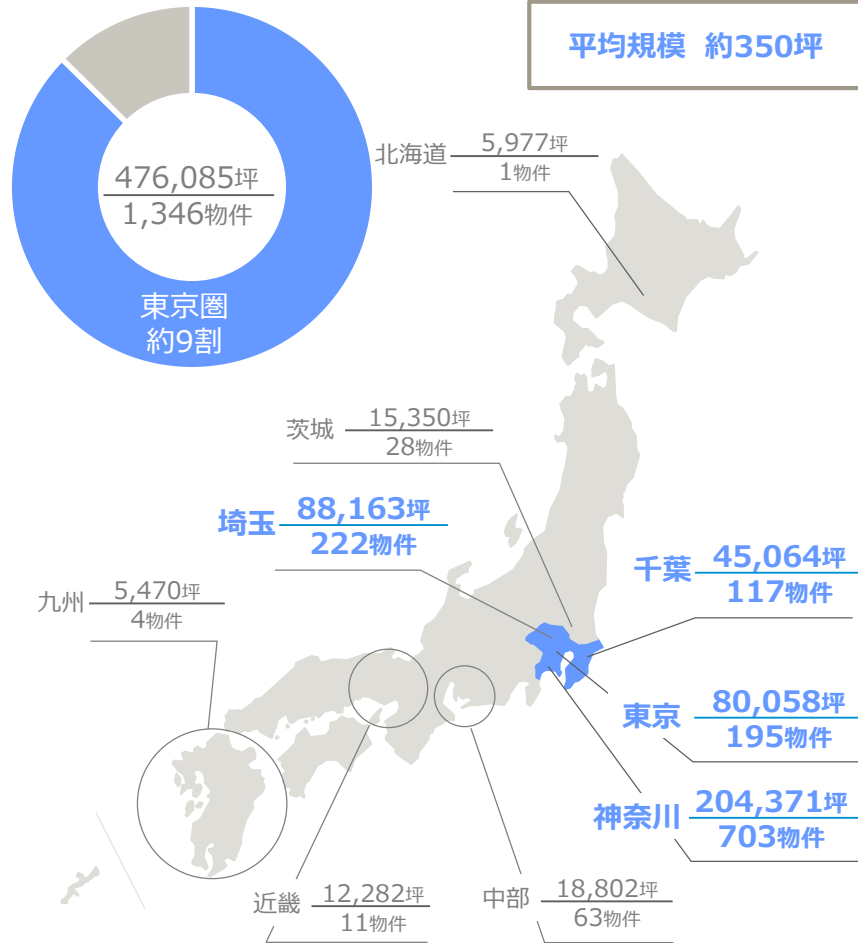 平均規模 約350坪
476,085坪
1,346物件
東京圏
約9割
北海道
5,977坪
1物件
茨城
15,350坪
28物件
埼玉
88,163坪
222物件
千葉
45,064坪
117物件
九州
5,470坪
4物件
東京
80,058坪
195物件
神奈川
204,371坪
703物件
近畿
12,282坪
11物件
中部
18,802坪
63物件